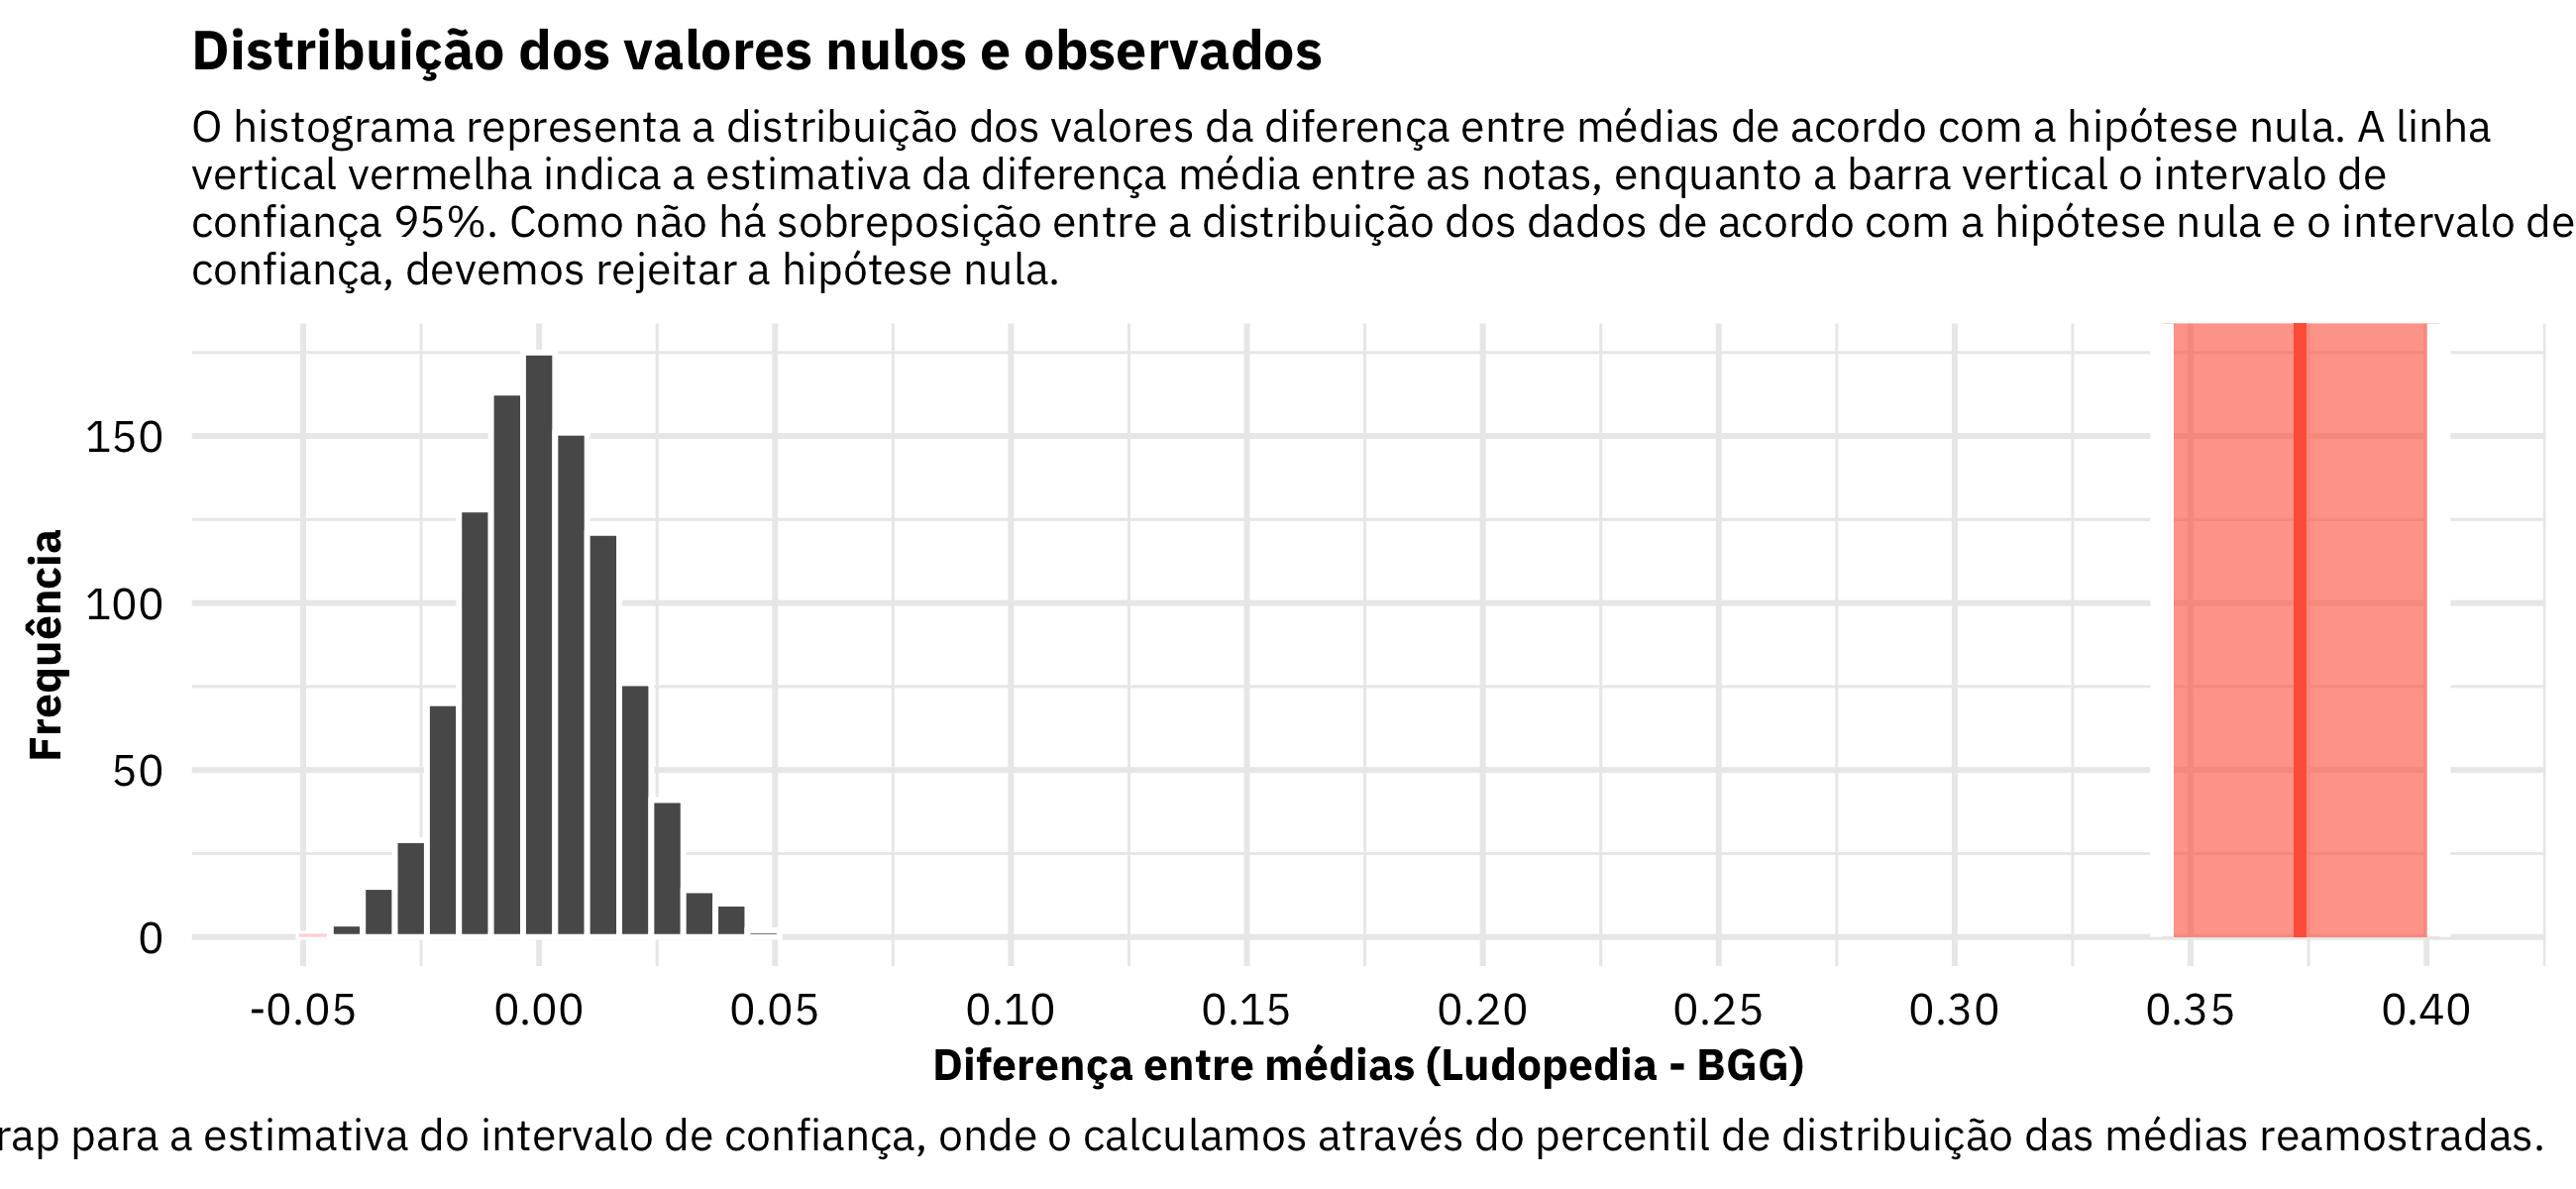 Distribuição dos valores nulos e observados
O histograma representa a distribuição dos valores da diferença entre médias de acordo com a hipótese nula. A linha
vertical vermelha indica a estimativa da diferença média entre as notas, enquanto a barra vertical o intervalo de
confiança 95%. Como não há sobreposição entre a distribuição dos dados de acordo com a hipótese nula e o intervalo de
confiança, devemos rejeitar a hipótese nula.
Frequência
150
100
50
0
-0.05 0.00 0.05 0.10 0.15 0.20 0.25 0.30 0.35 0.40
Diferença entre médias (Ludopedia - BGG)
rap para a estimativa do intervalo de confiança, onde o calculamos através do percentil de distribuição das médias reamostradas.